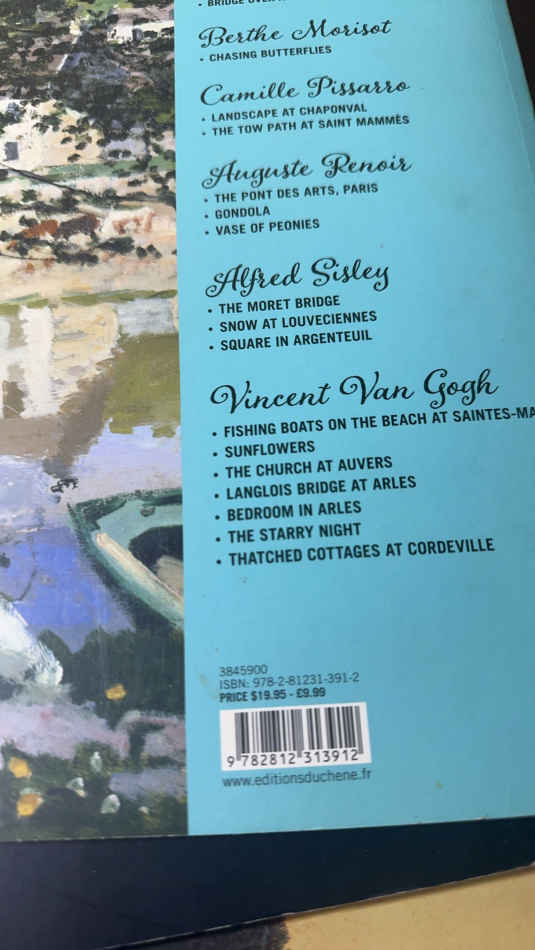 • BRIDGE OVER
Berthe Morisot
• CHASING BUTTERFLIES
Camille Pissarro
• LANDSCAPE AT CHAPONVAL
• THE TOW PATH AT SAINT MAMMÈS
Auguste Renoir
• THE PONT DES ARTS, PARIS
• GONDOLA
• VASE OF PEONIES
Alfred Sisley
• THE MORET BRIDGE
• SNOW AT LOUVECIENNES
• SQUARE IN ARGENTEUIL
Vincent Van Gogh
• FISHING BOATS ON THE BEACH AT SAINTES-MA
• SUNFLOWERS
• THE CHURCH AT AUVERS
• LANGLOIS BRIDGE AT ARLES
• BEDROOM IN ARLES
• THE STARRY NIGHT
• THATCHED COTTAGES AT CORDEVILLE
3845900
ISBN: 978-2-81231-391-2
PRICE $19.95 - £9.99
9 782812 313912
www.editionsduchene.fr